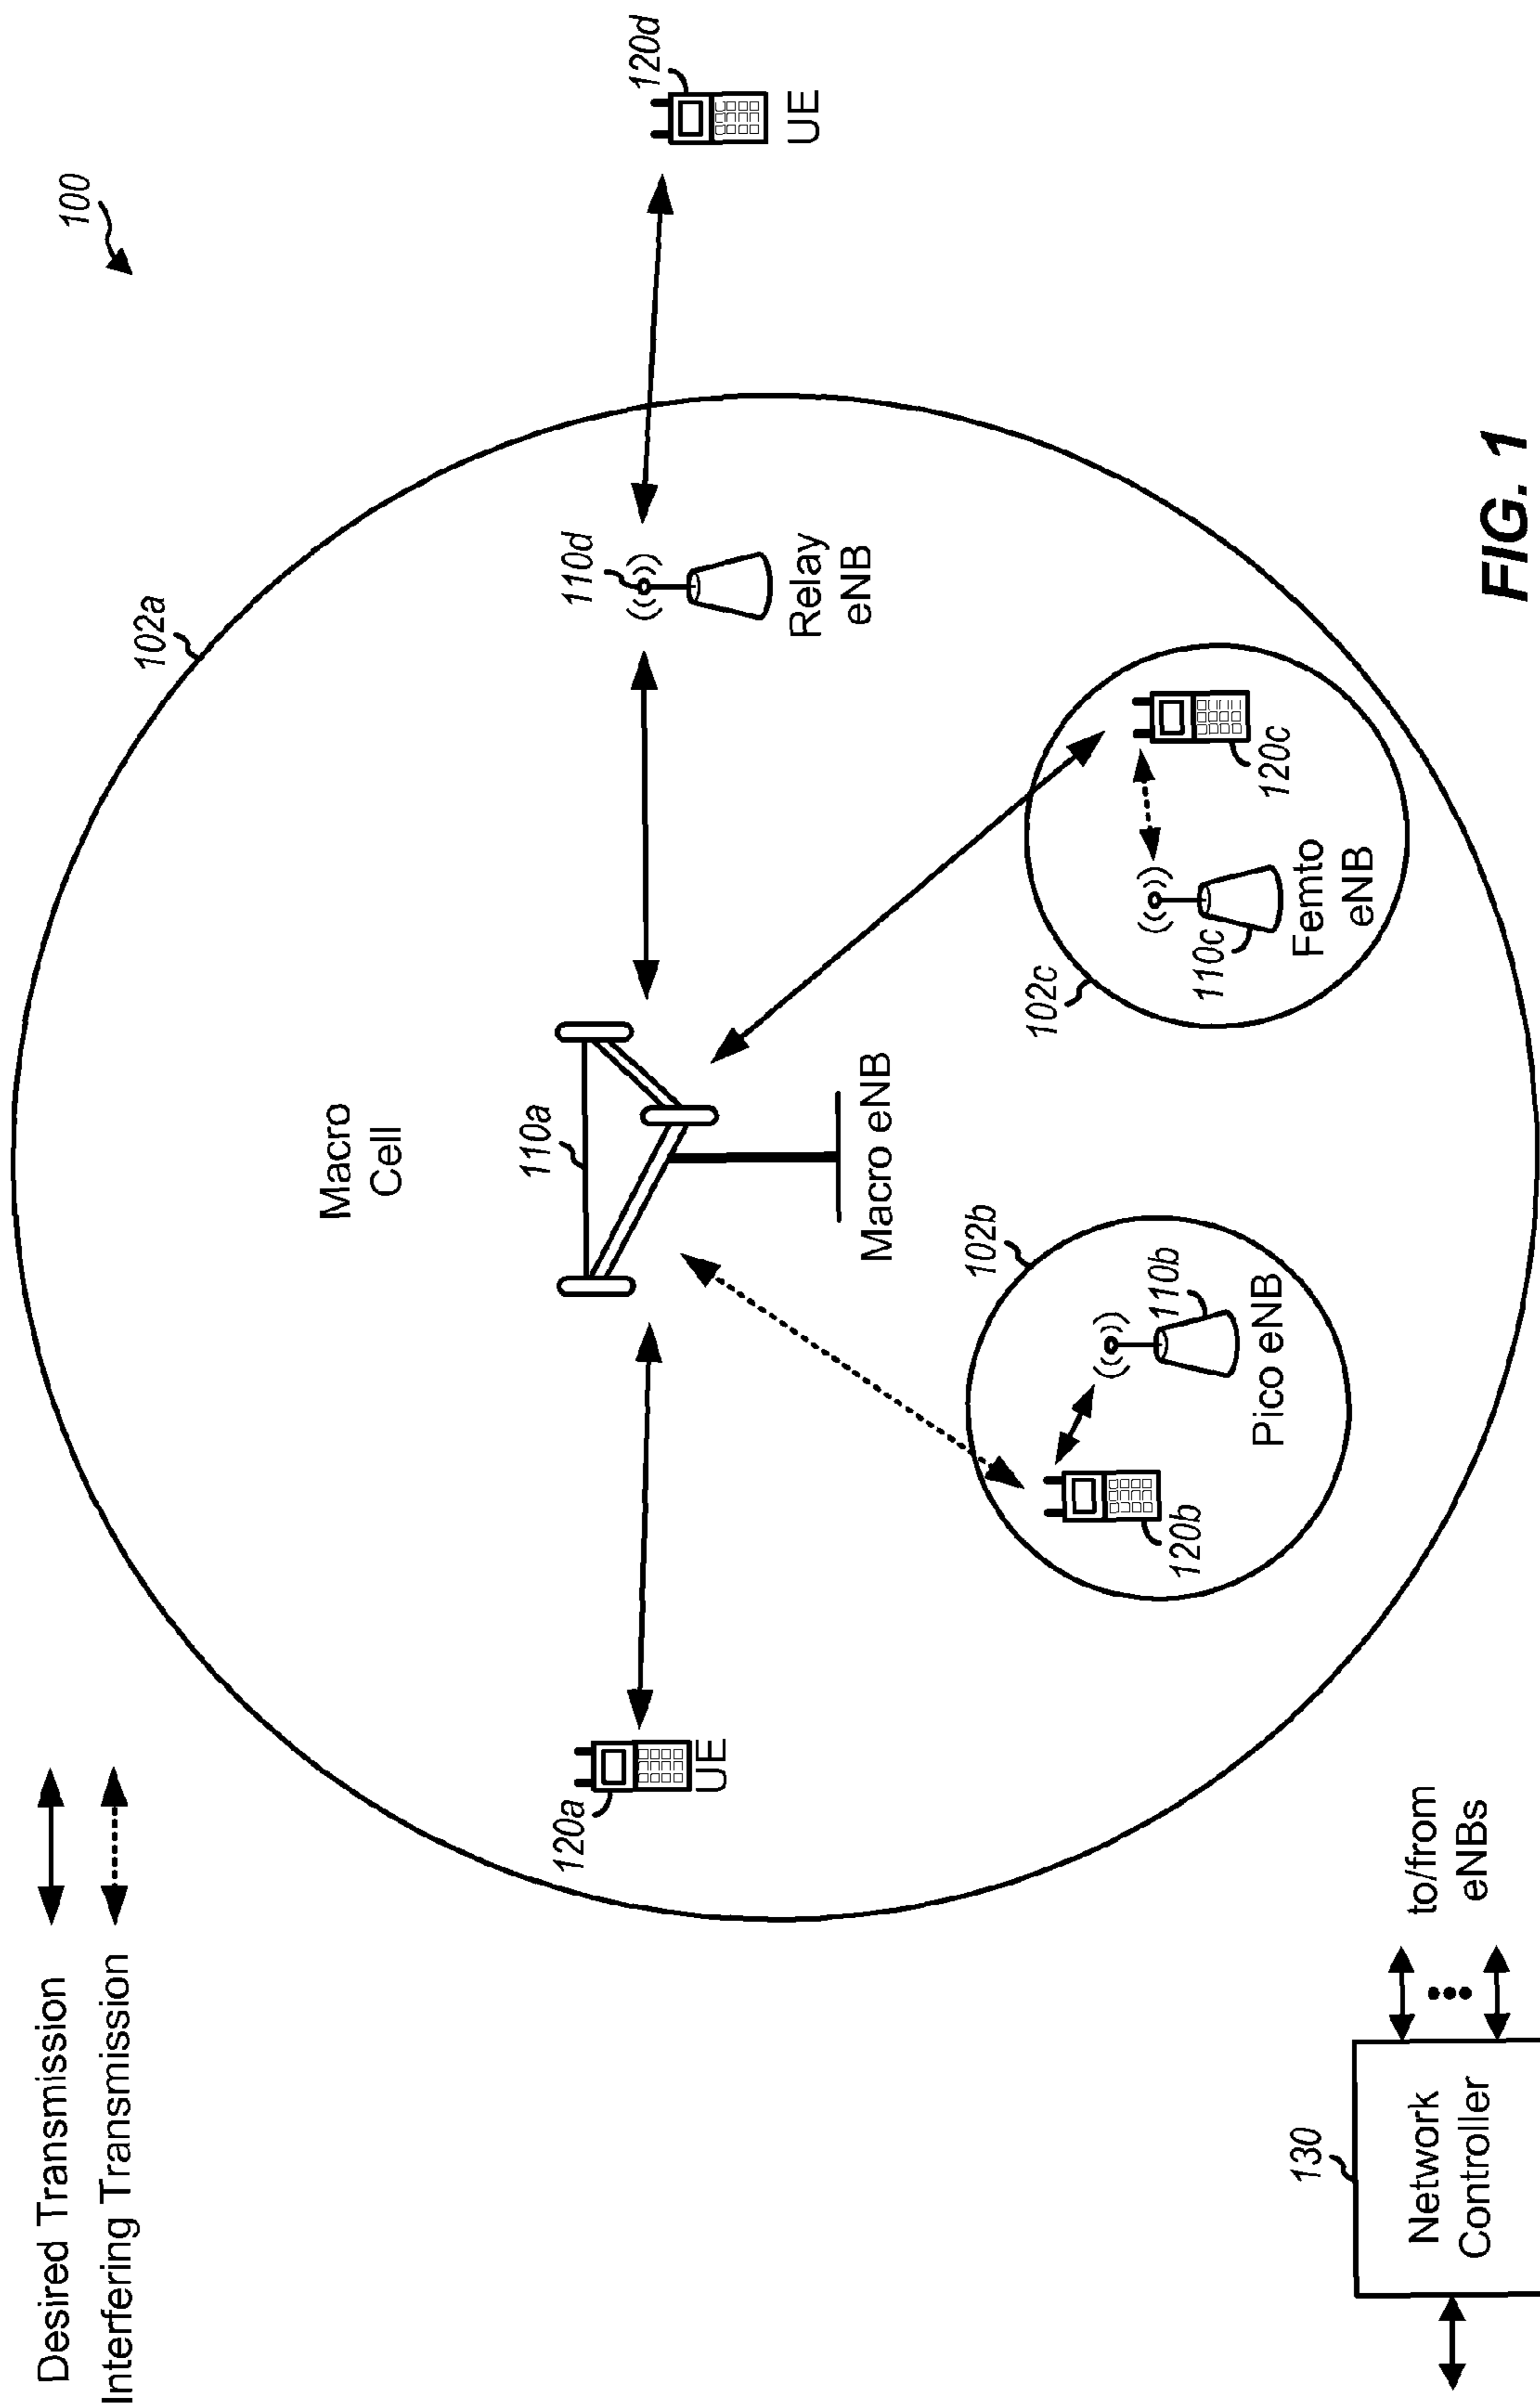 Desired Transmission
Interfering Transmission
100
102a
Macro
Cell
110a
Macro eNB
120a
UE
110d
Relay
eNB
120d
UE
102b
110b
Pico eNB
120b
102c
110c
Femto
eNB
120c
130
Network
Controller
to/from
eNBs
FIG. 1